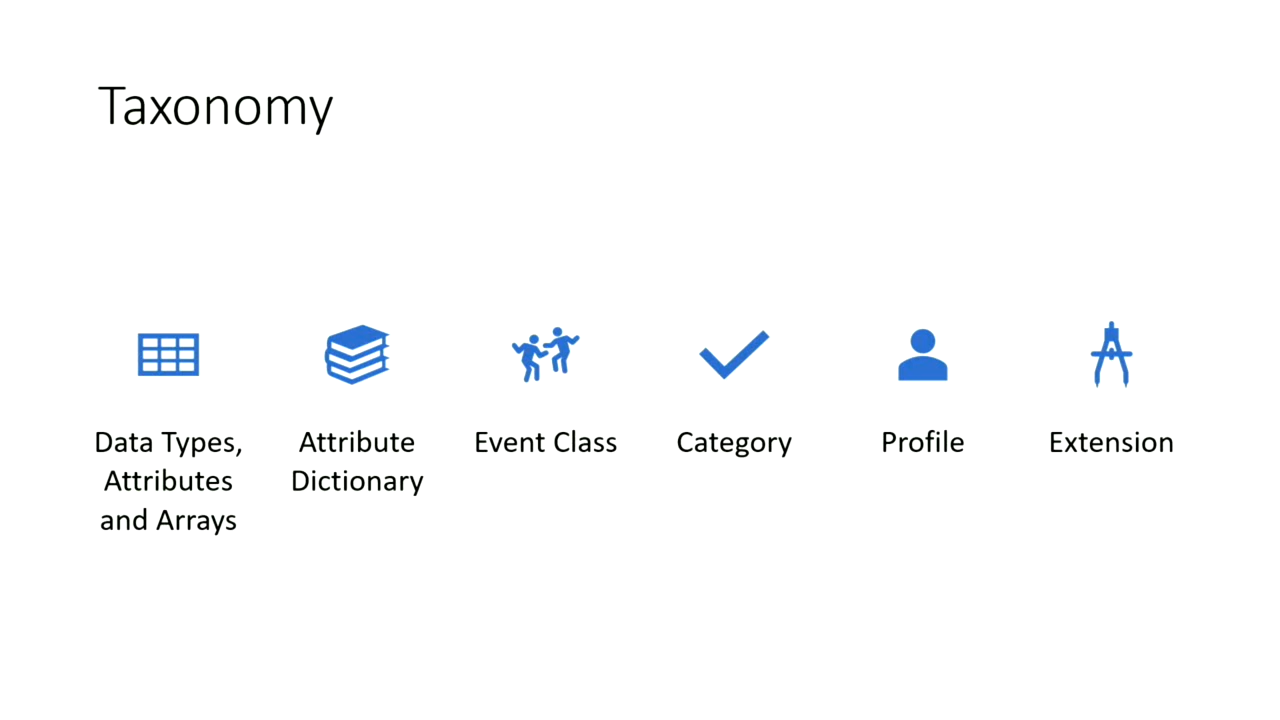 Taxonomy
Data Types,
Attributes
and Arrays
Attribute
Dictionary
Event Class
Category
Profile
Extension